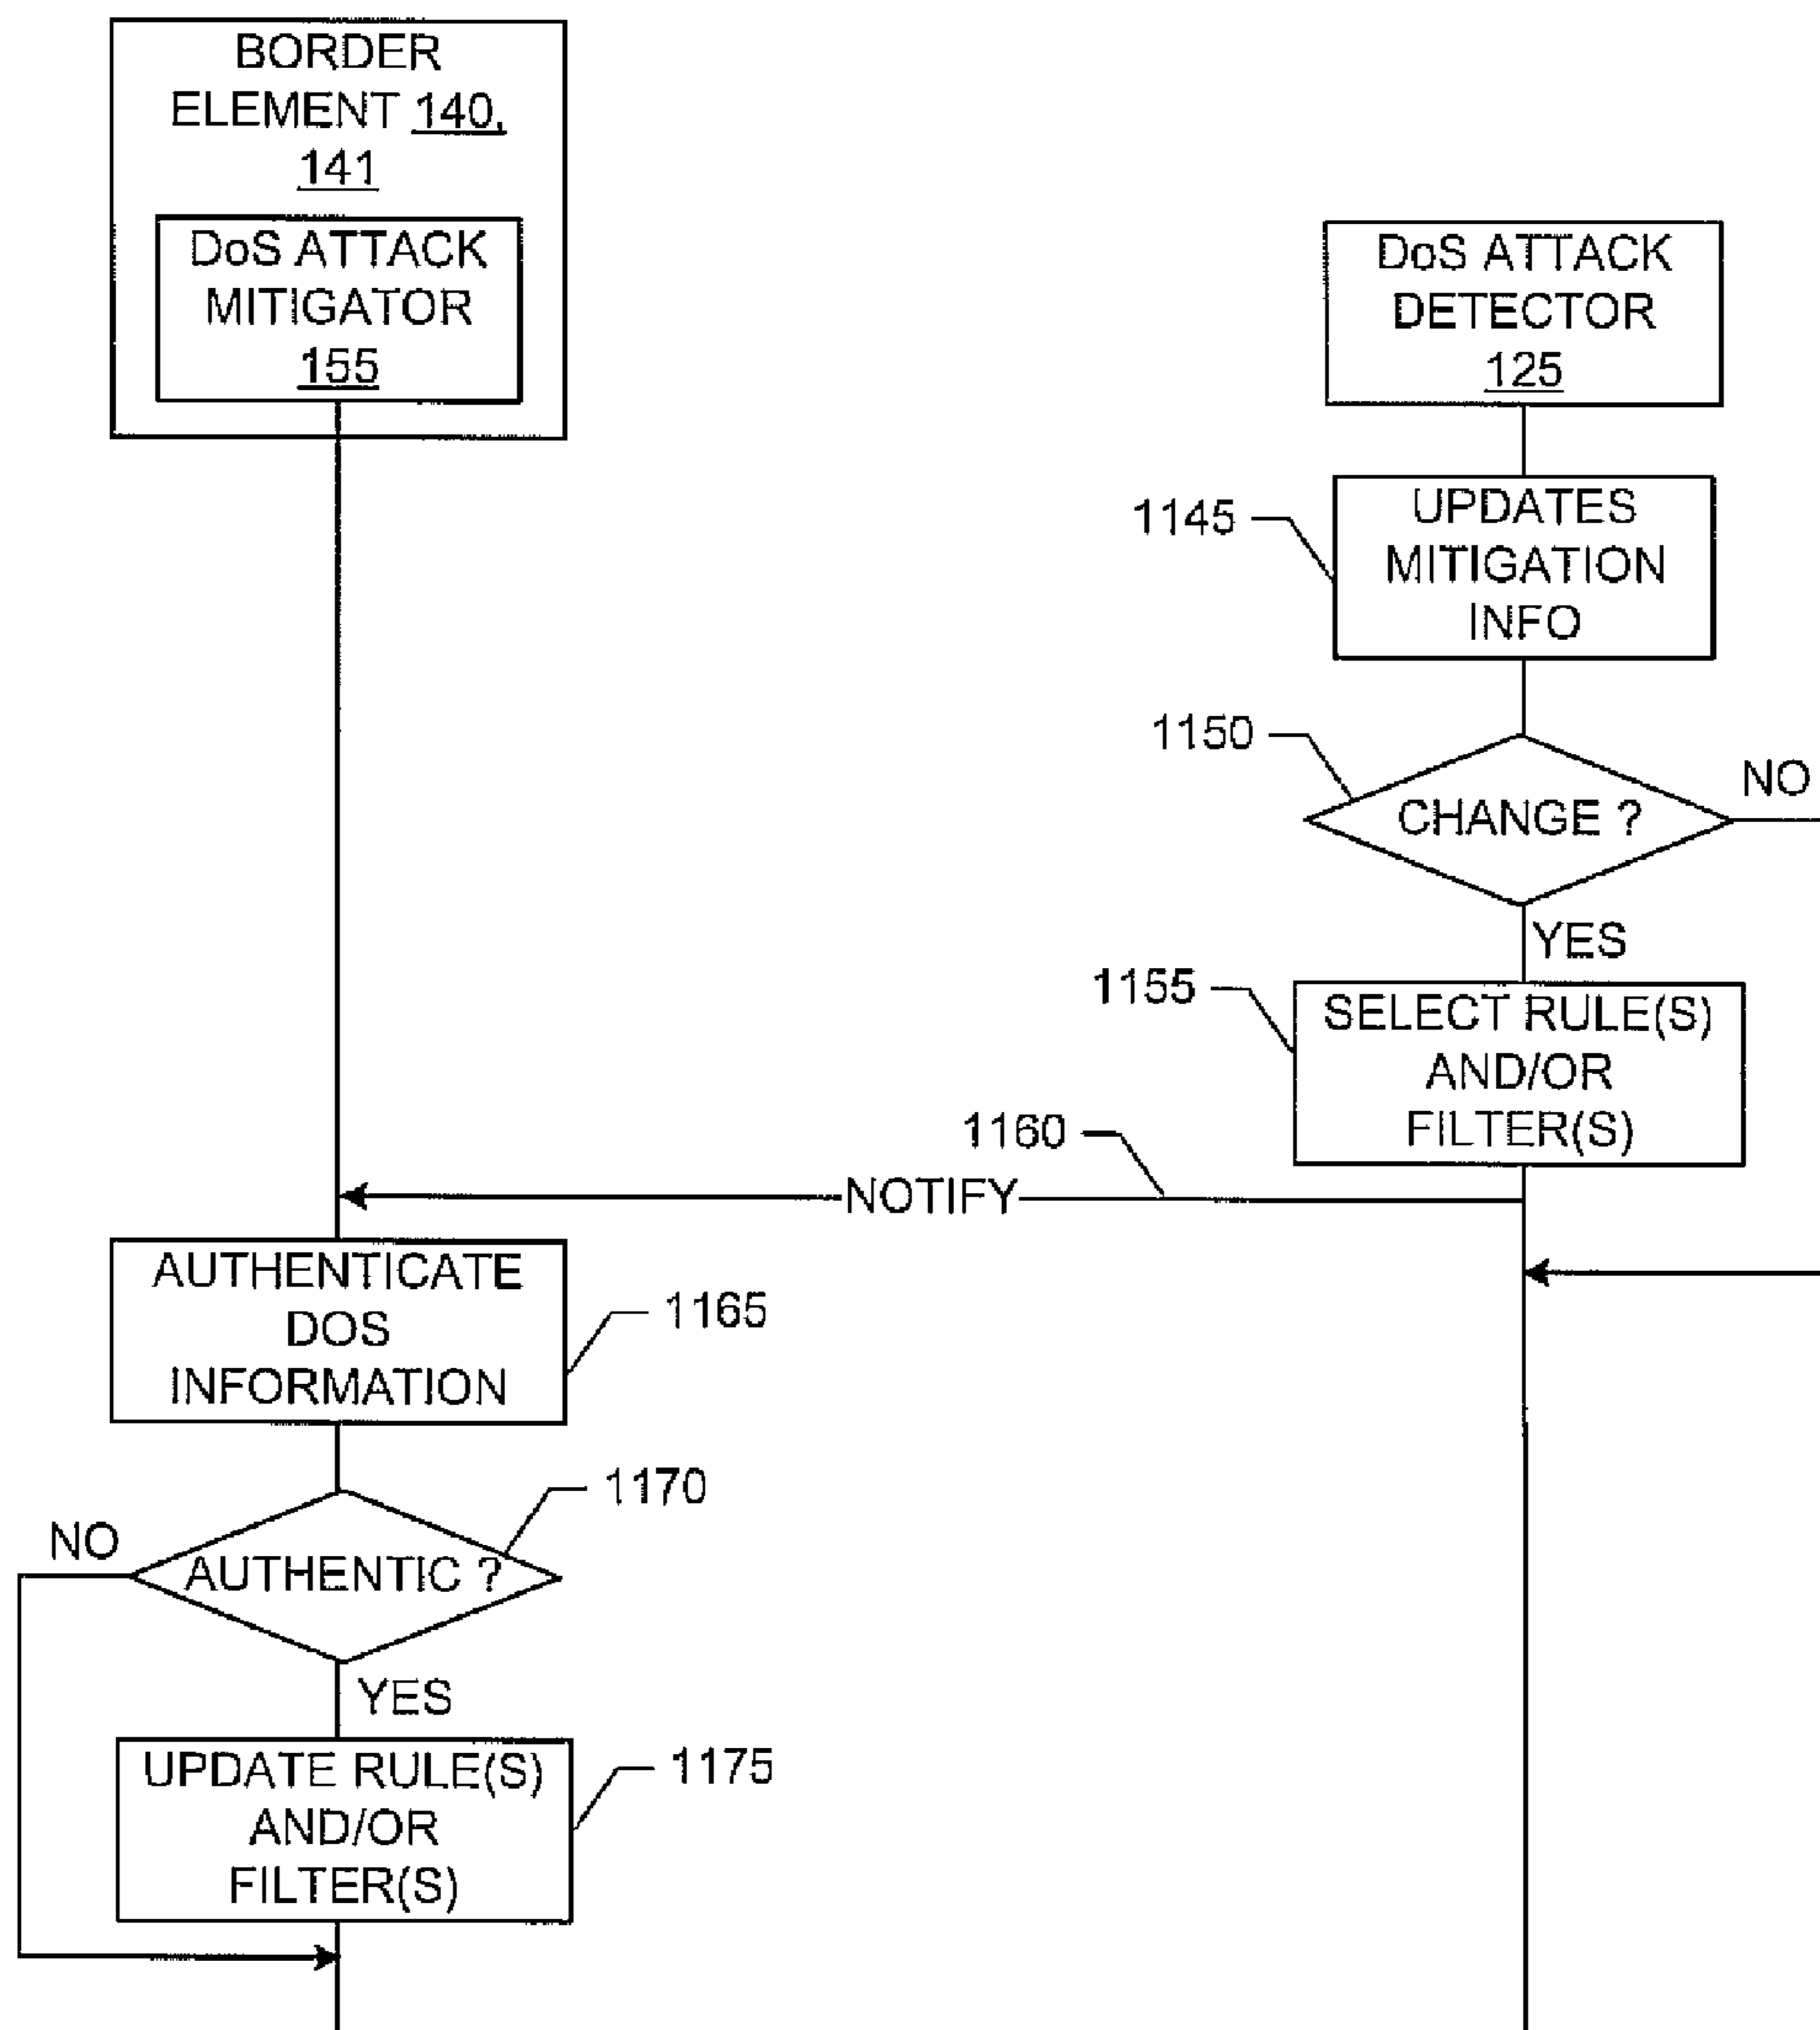 BORDER
ELEMENT 140,
141
DoS ATTACK
MITIGATOR
155
DoS ATTACK
DETECTOR
125
1145
UPDATES
MITIGATION
INFO
1150
CHANGE ?
NO
YES
1155
SELECT RULE(S)
AND/OR
FILTER(S)
1160
NOTIFY
AUTHENTICATE
DOS
INFORMATION
1165
1170
NO
AUTHENTIC ?
YES
UPDATE RULE(S)
AND/OR
FILTER(S)
1175